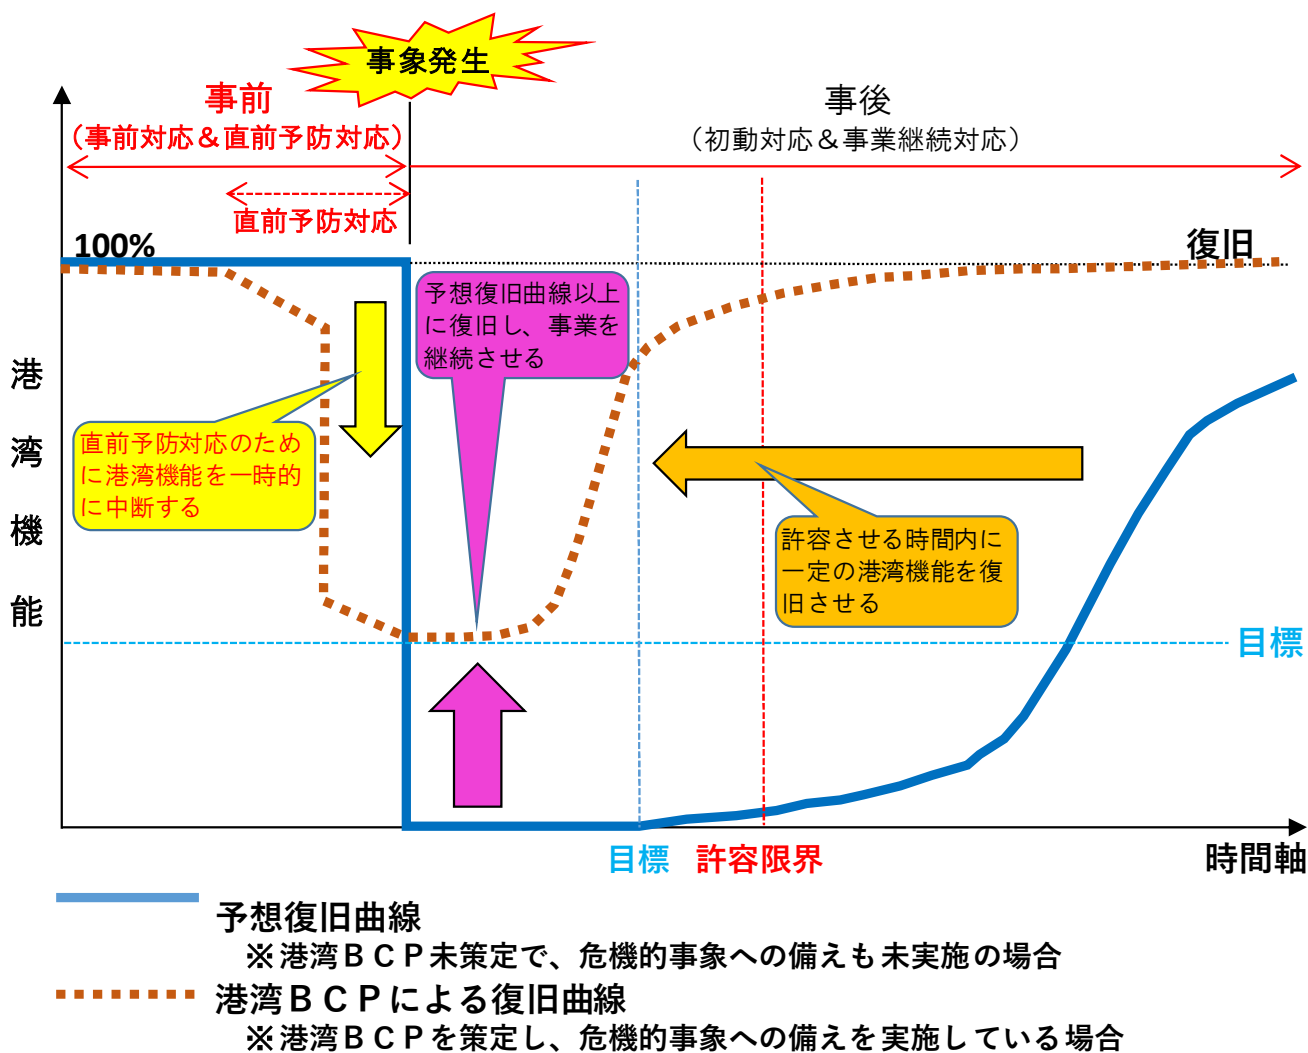 事象発生
事前
（事前対応＆直前予防対応）
事後
（初動対応＆事業継続対応）
直前予防対応
100%
復旧
予想復旧曲線以上
に復旧し、事業を
継続させる
港湾機能
直前予防対応のため
に港湾機能を一時的
に中断する
許容させる時間内に
一定の港湾機能を復
旧させる
目標
目標
許容限界
時間軸
予想復旧曲線
※港湾ＢＣＰ未策定で、危機的事象への備えも未実施の場合
港湾ＢＣＰによる復旧曲線
※港湾ＢＣＰを策定し、危機的事象への備えを実施している場合